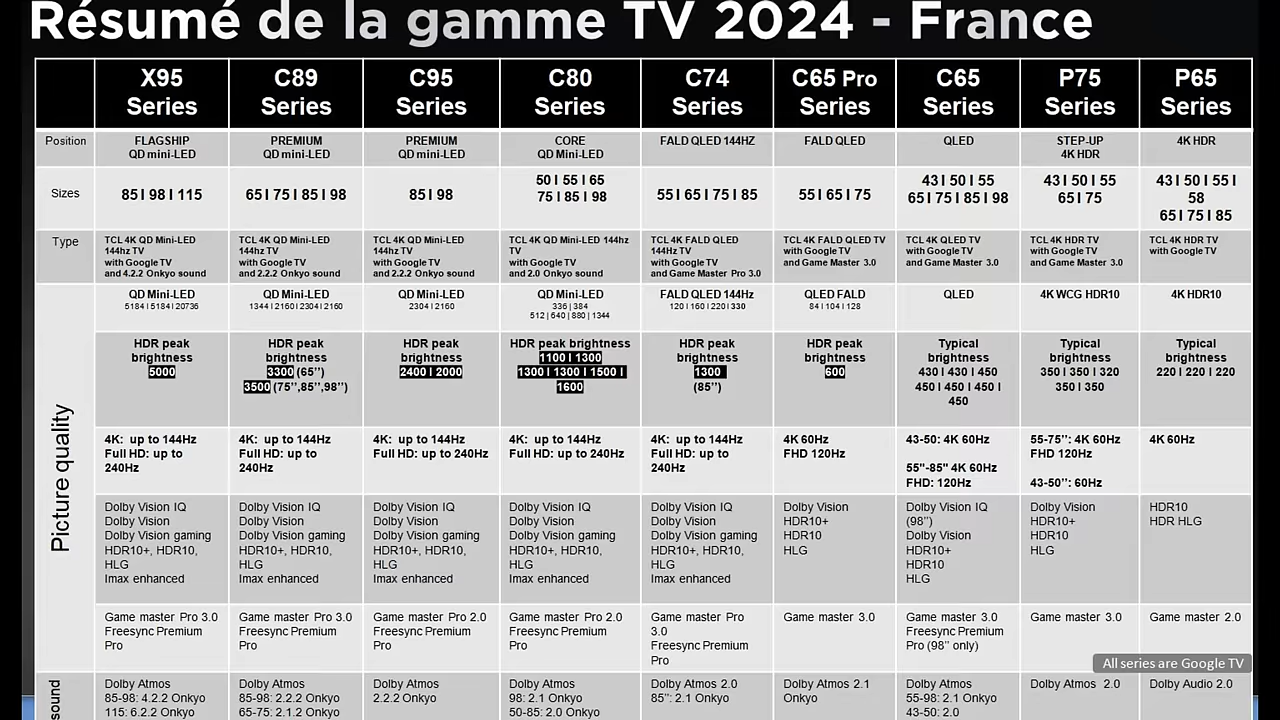 Résumé de la gamme TV 2024 - France
X95 Series
C89 Series
C95 Series
C80 Series
C74 Series
C65 Pro Series
C65 Series
P75 Series
P65 Series
Position
FLAGSHIP
QD mini-LED
PREMIUM
QD mini-LED
PREMIUM
QD mini-LED
CORE
QD Mini-LED
FALD QLED 144HZ
FALD QLED
QLED
STEP-UP
4K HDR
4K HDR
Sizes
85 I 98 I 115
65 I 75 I 85 I 98
85 I 98
50 I 55 I 65
75 I 85 I 98
55 I 65 I 75 I 85
55 I 65 I 75
43 I 50 I 55
65 I 75 I 85 I 98
43 I 50 I 55
65 I 75
43 I 50 I 55 I
58
65 I 75 I 85
Type
TCL 4K QD Mini-LED
144hz TV
with Google TV
and 4.2.2 Onkyo sound
TCL 4K QD Mini-LED
144hz TV
with Google TV
and 2.2.2 Onkyo sound
TCL 4K QD Mini-LED
144hz TV
with Google TV
and 2.2.2 Onkyo sound
TCL 4K QD Mini-LED 144hz
TV
with Google TV
and 2.0 Onkyo sound
TCL 4K FALD QLED
144Hz TV
with Google TV
and Game Master Pro 3.0
TCL 4K FALD QLED TV
with Google TV
and Game Master 3.0
TCL 4K QLED TV
with Google TV
and Game Master 3.0
TCL 4K HDR TV
with Google TV
and Game Master 3.0
TCL 4K HDR TV
with Google TV
Picture quality
QD Mini-LED
5184 I 5184 I 20736
QD Mini-LED
1344 I 2160 I 2304 I 2160
QD Mini-LED
2304 I 2160
QD Mini-LED
336 | 384
512 | 640 | 880 | 1344
FALD QLED 144Hz
120 I 160 I 220 I 330
QLED FALD
84 I 104 I 128
QLED
4K WCG HDR10
4K HDR10
HDR peak
brightness
5000
HDR peak
brightness
3300 (65’’)
3500 (75’’,85’’,98’’)
HDR peak
brightness
2400 I 2000
HDR peak brightness
1100 I 1300
1300 I 1300 I 1500 I
1600
HDR peak
brightness
1300
(85’’)
HDR peak
brightness
600
Typical
brightness
430 I 430 I 450
450 I 450 I 450 I
450
Typical
brightness
350 I 350 I 320
350 I 350
Typical
brightness
220 I 220 I 220
4K: up to 144Hz
Full HD: up to
240Hz
4K: up to 144Hz
Full HD: up to
240Hz
4K: up to 144Hz
Full HD: up to 240Hz
4K: up to 144Hz
Full HD: up to 240Hz
4K: up to 144Hz
Full HD: up to
240Hz
4K 60Hz
FHD 120Hz
43-50: 4K 60Hz
55"-85" 4K 60Hz
FHD: 120Hz
55-75’’: 4K 60Hz
FHD 120Hz
43-50’’: 60Hz
4K 60Hz
Dolby Vision IQ
Dolby Vision
Dolby Vision gaming
HDR10+, HDR10,
HLG
Imax enhanced
Dolby Vision IQ
Dolby Vision
Dolby Vision gaming
HDR10+, HDR10,
HLG
Imax enhanced
Dolby Vision IQ
Dolby Vision
Dolby Vision gaming
HDR10+, HDR10,
HLG
Imax enhanced
Dolby Vision IQ
Dolby Vision
Dolby Vision gaming
HDR10+, HDR10,
HLG
Imax enhanced
Dolby Vision IQ
Dolby Vision
Dolby Vision gaming
HDR10+, HDR10,
HLG
Imax enhanced
Dolby Vision
HDR10+
HDR10
HLG
Dolby Vision IQ
(98’’)
Dolby Vision
HDR10+
HDR10
HLG
Dolby Vision
HDR10+
HDR10
HLG
HDR10
HDR HLG
Game master Pro 3.0
Freesync Premium
Pro
Game master Pro 3.0
Freesync Premium
Pro
Game master Pro 2.0
Freesync Premium
Pro
Game master Pro 2.0
Freesync Premium
Pro
Game master Pro
3.0
Freesync Premium
Pro
Game master 3.0
Game master 3.0
Freesync Premium
Pro (98’’ only)
Game master 3.0
Game master 2.0
All series are Google TV
sound
Dolby Atmos
85-98: 4.2.2 Onkyo
115: 6.2.2 Onkyo
Dolby Atmos
85-98: 2.2.2 Onkyo
65-75: 2.1.2 Onkyo
Dolby Atmos
2.2.2 Onkyo
Dolby Atmos
98: 2.1 Onkyo
50-85: 2.0 Onkyo
Dolby Atmos 2.0
85’’: 2.1 Onkyo
Dolby Atmos 2.1
Onkyo
Dolby Atmos
55-98: 2.1 Onkyo
43-50: 2.0
Dolby Atmos 2.0
Dolby Audio 2.0